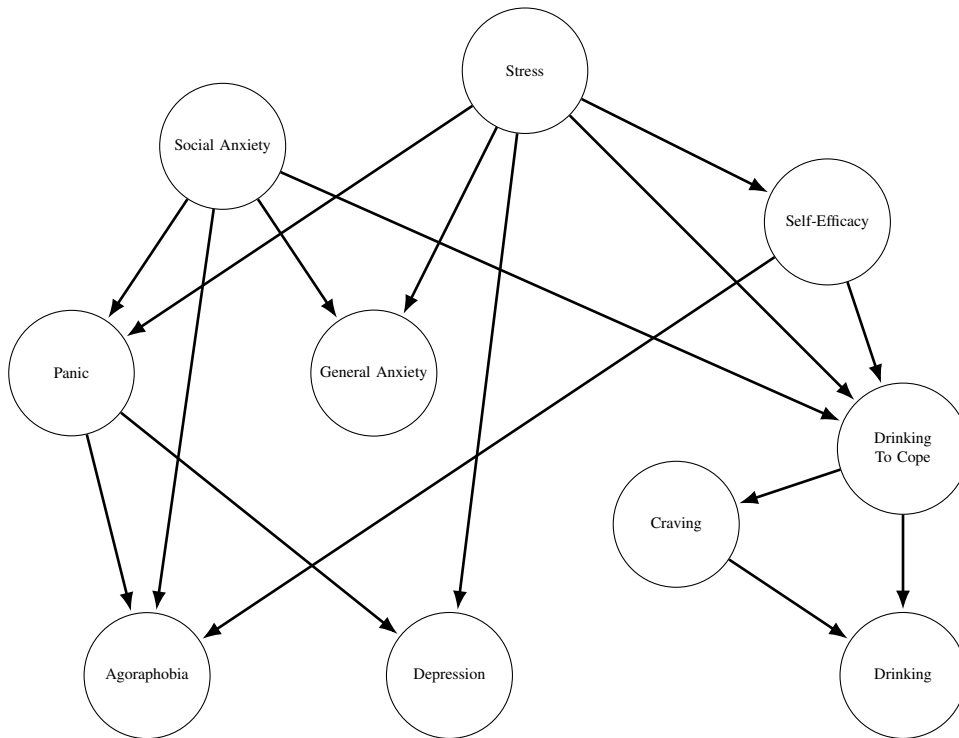 Stress
Social Anxiety
Self-Efficacy
Panic
General Anxiety
Drinking
To Cope
Craving
Agoraphobia
Depression
Drinking